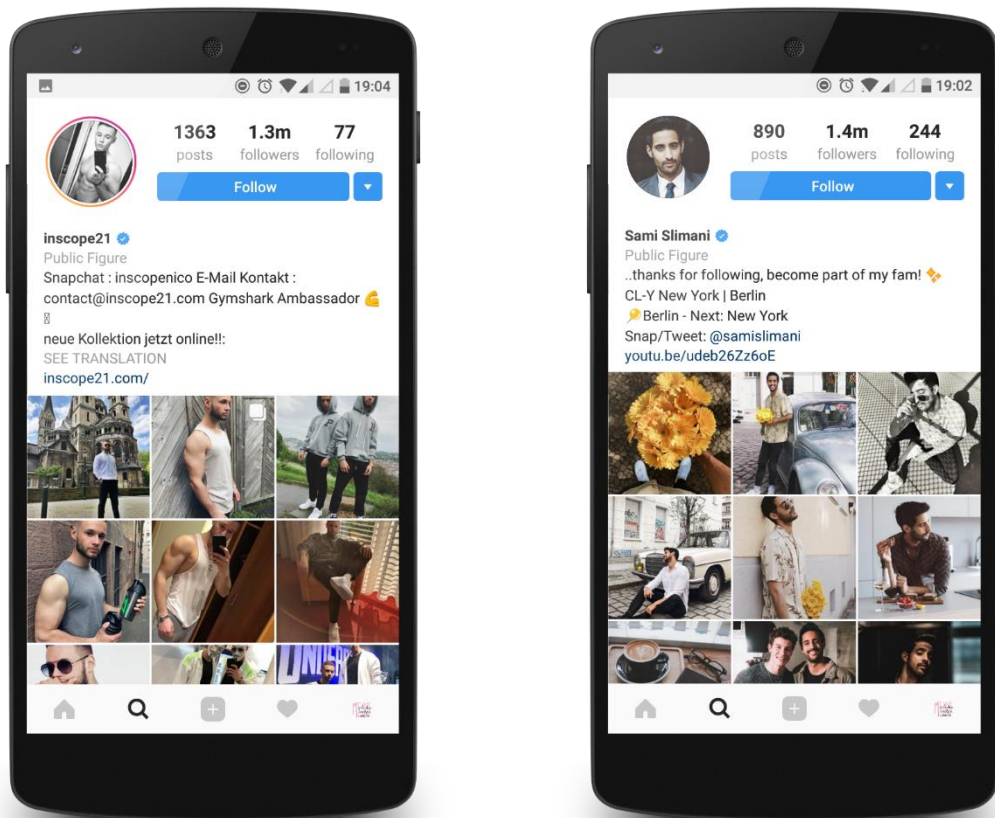 19:04
1363 1.3m 77
posts followers following
Follow
inscope21
Public Figure
Snapchat : inscopenico E-Mail Kontakt :
contact@inscope21.com Gymshark Ambassador 💪
neue Kollektion jetzt online!!:
SEE TRANSLATION
inscope21.com/
19:02
890 1.4m 244
posts followers following
Follow
Sami Slimani
Public Figure
..thanks for following, become part of my fam! ✨
CL-Y New York | Berlin
📍Berlin - Next: New York
Snap/Tweet: @samislimani
youtu.be/udeb26Zz6oE